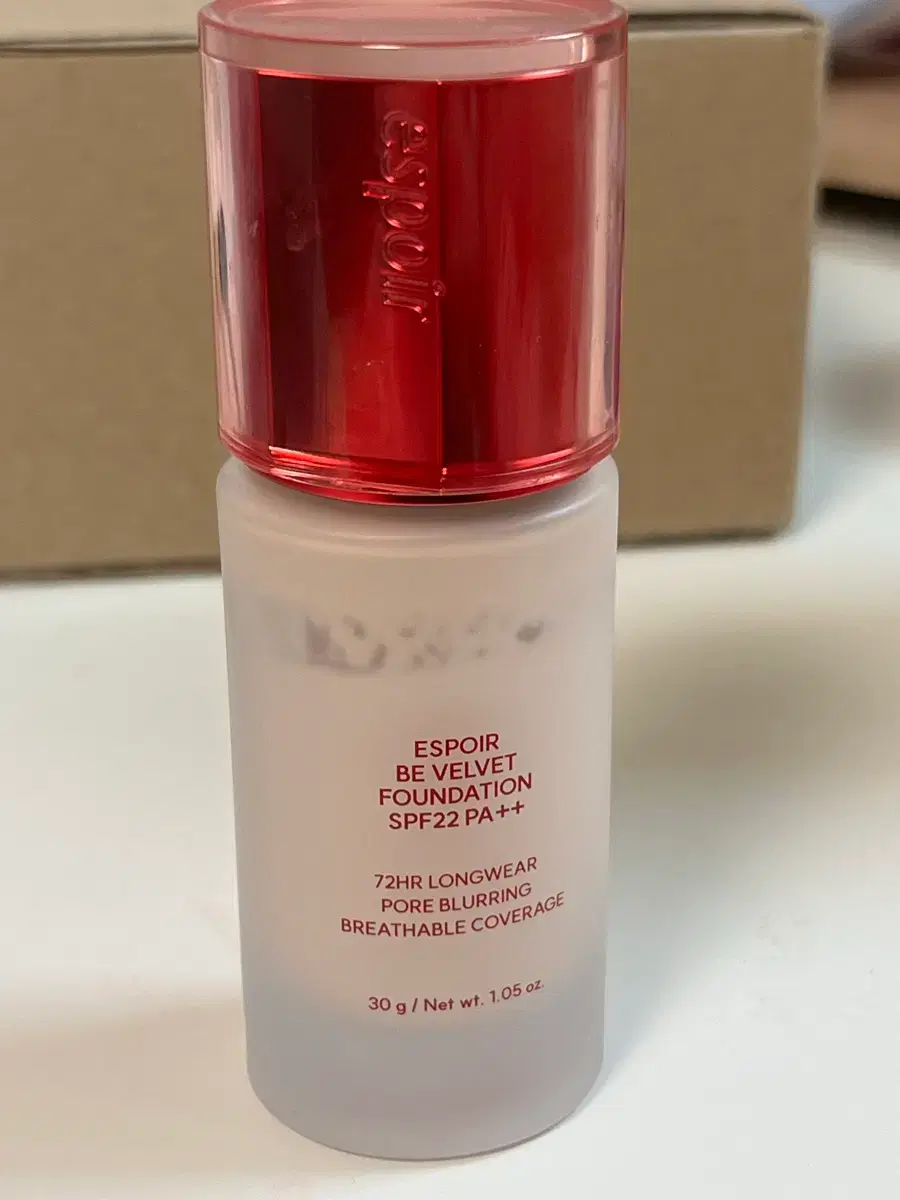 espoir
ESPOIR
BE VELVET
FOUNDATION
SPF22 PA++
72HR LONGWEAR
PORE BLURRING
BREATHABLE COVERAGE
30 g / Net wt. 1.05 oz.